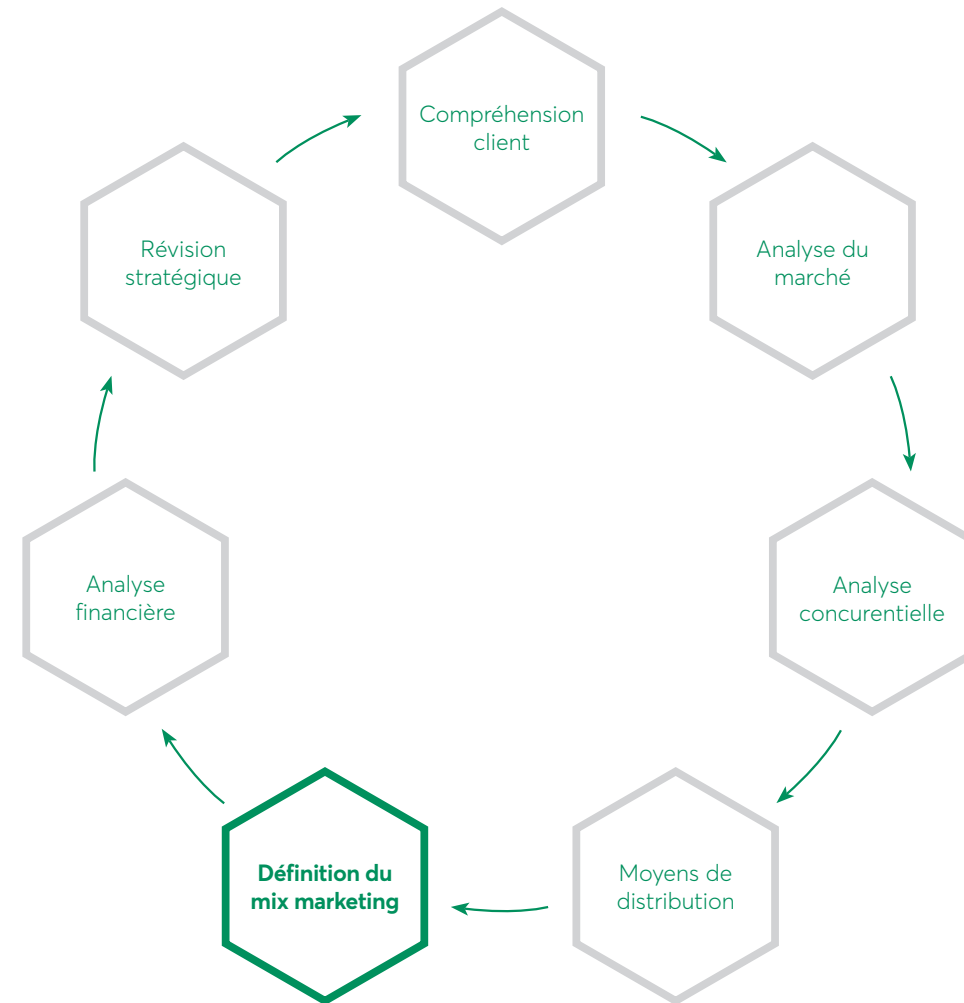 Compréhension
client
Analyse du
marché
Analyse
concurentielle
Moyens de
distribution
Définition du
mix marketing
Analyse
financière
Révision
stratégique